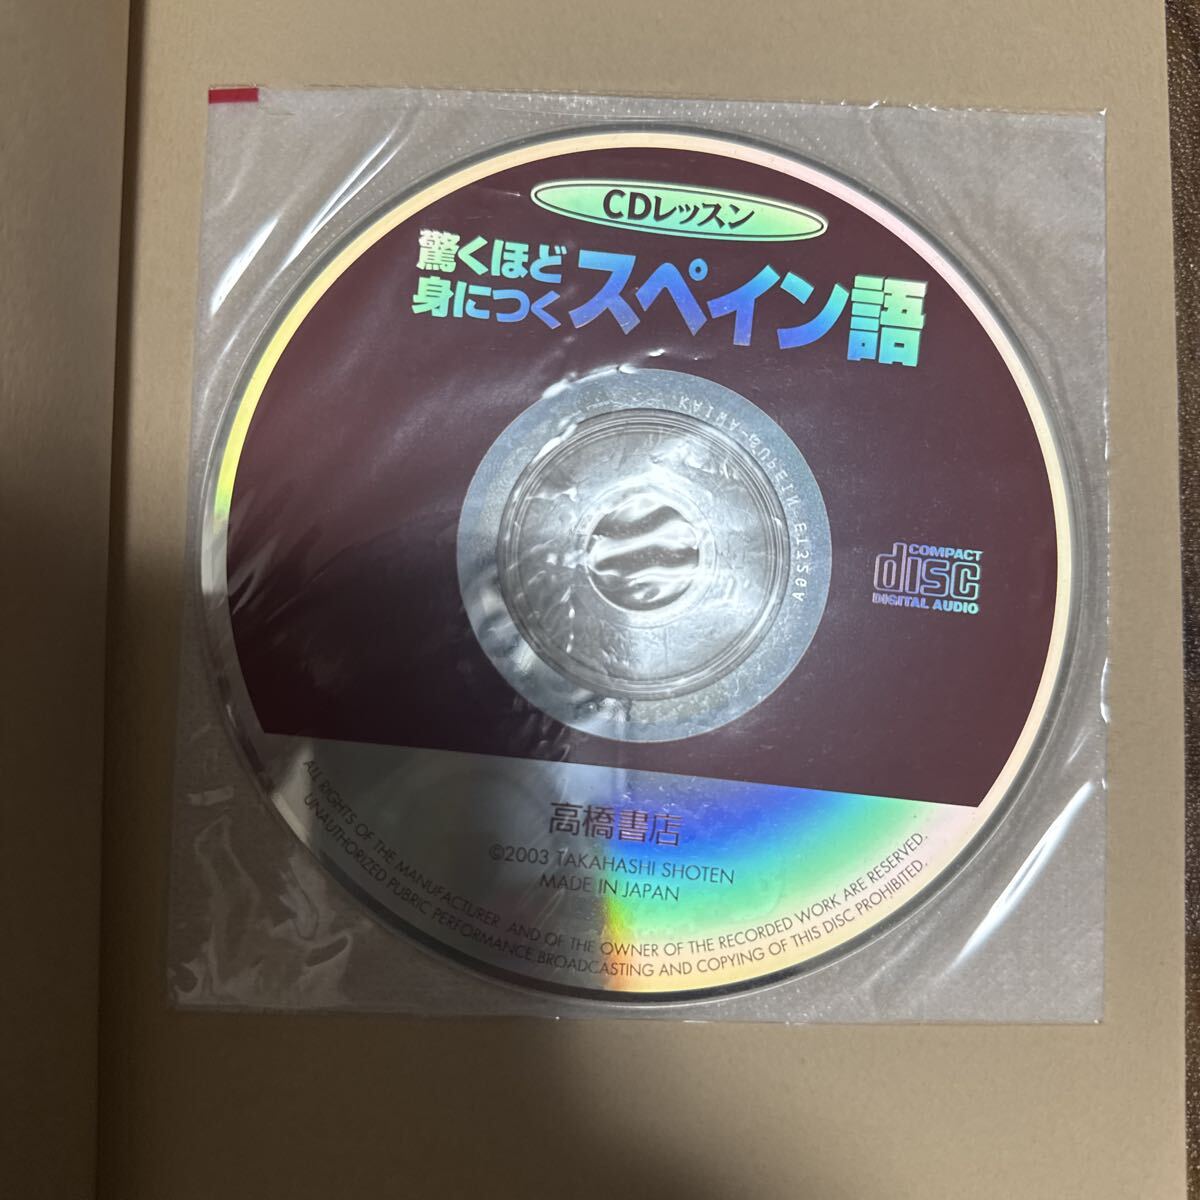 CDレッスン
驚くほど
身につく
スペイン語
COMPACT
disc
DIGITAL AUDIO
高橋書店
©2003 TAKAHASHI SHOTEN
MADE IN JAPAN
ALL RIGHTS OF THE MANUFACTURER AND OF THE OWNER OF THE RECORDED WORK ARE RESERVED.
UNAUTHORIZED PUBRIC PERFORMANCE.BROADCASTING AND COPYING OF THIS DISC PROHIBITED.